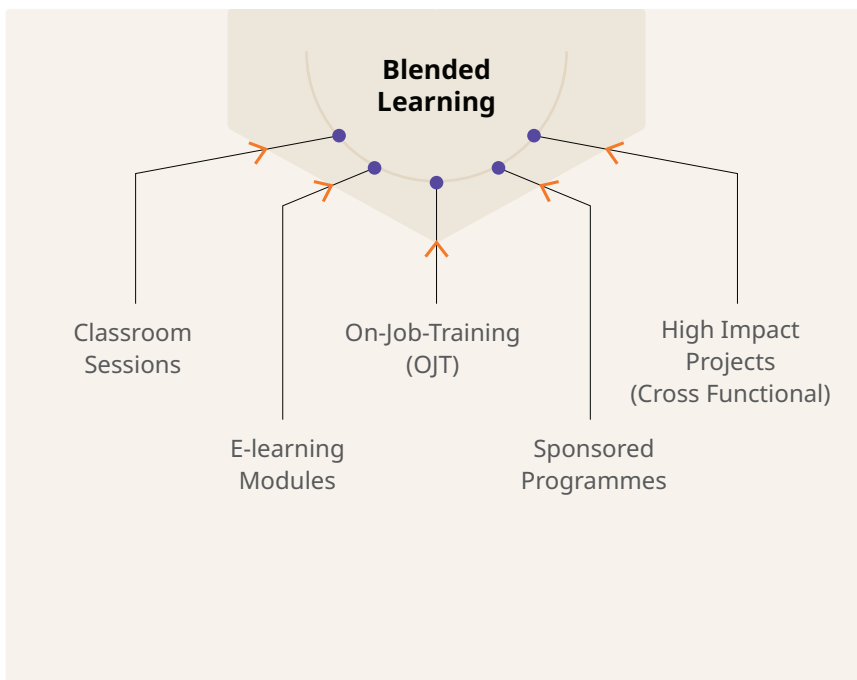 Blended
Learning
Classroom
Sessions
E-learning
Modules
On-Job-Training
(OJT)
Sponsored
Programmes
High Impact
Projects
(Cross Functional)